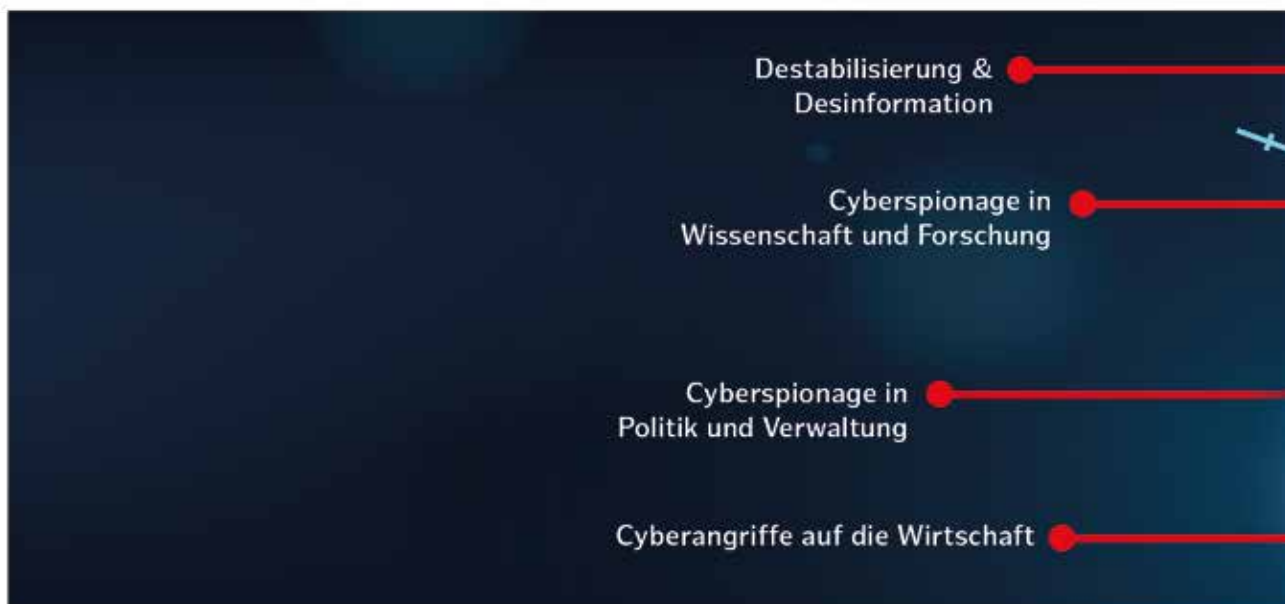 Destabilisierung &
Desinformation
Cyberspionage in
Wissenschaft und Forschung
Cyberspionage in
Politik und Verwaltung
Cyberangriffe auf die Wirtschaft